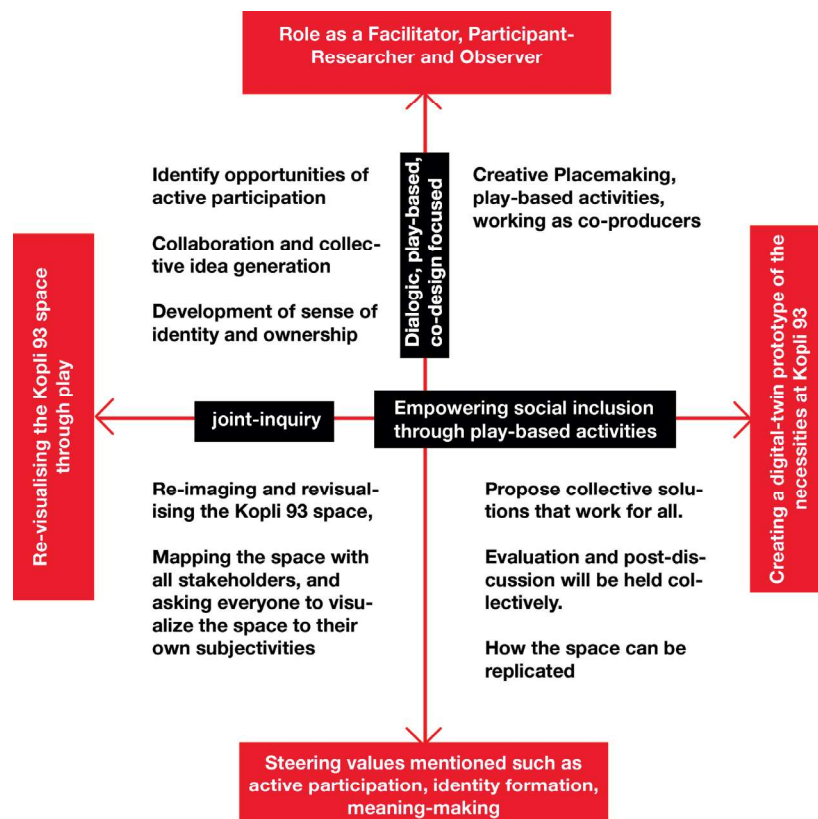 Role as a Facilitator, Participant-
Researcher and Observer
Identify opportunities of
active participation
Collaboration and collec-
tive idea generation
Development of sense of
identity and ownership
Dialogic, play-based,
co-design focused
Creative Placemaking,
play-based activities,
working as co-producers
Re-visualising the Kopli 93 space
through play
joint-inquiry
Empowering social inclusion
through play-based activities
Creating a digital-twin prototype of the
necessities at Kopli 93
Re-imaging and revisual-
ising the Kopli 93 space,
Mapping the space with
all stakeholders, and
asking everyone to visu-
alize the space to their
own subjectivities
Propose collective solu-
tions that work for all.
Evaluation and post-dis-
cussion will be held col-
lectively.
How the space can be
replicated
Steering values mentioned such as
active participation, identity formation,
meaning-making